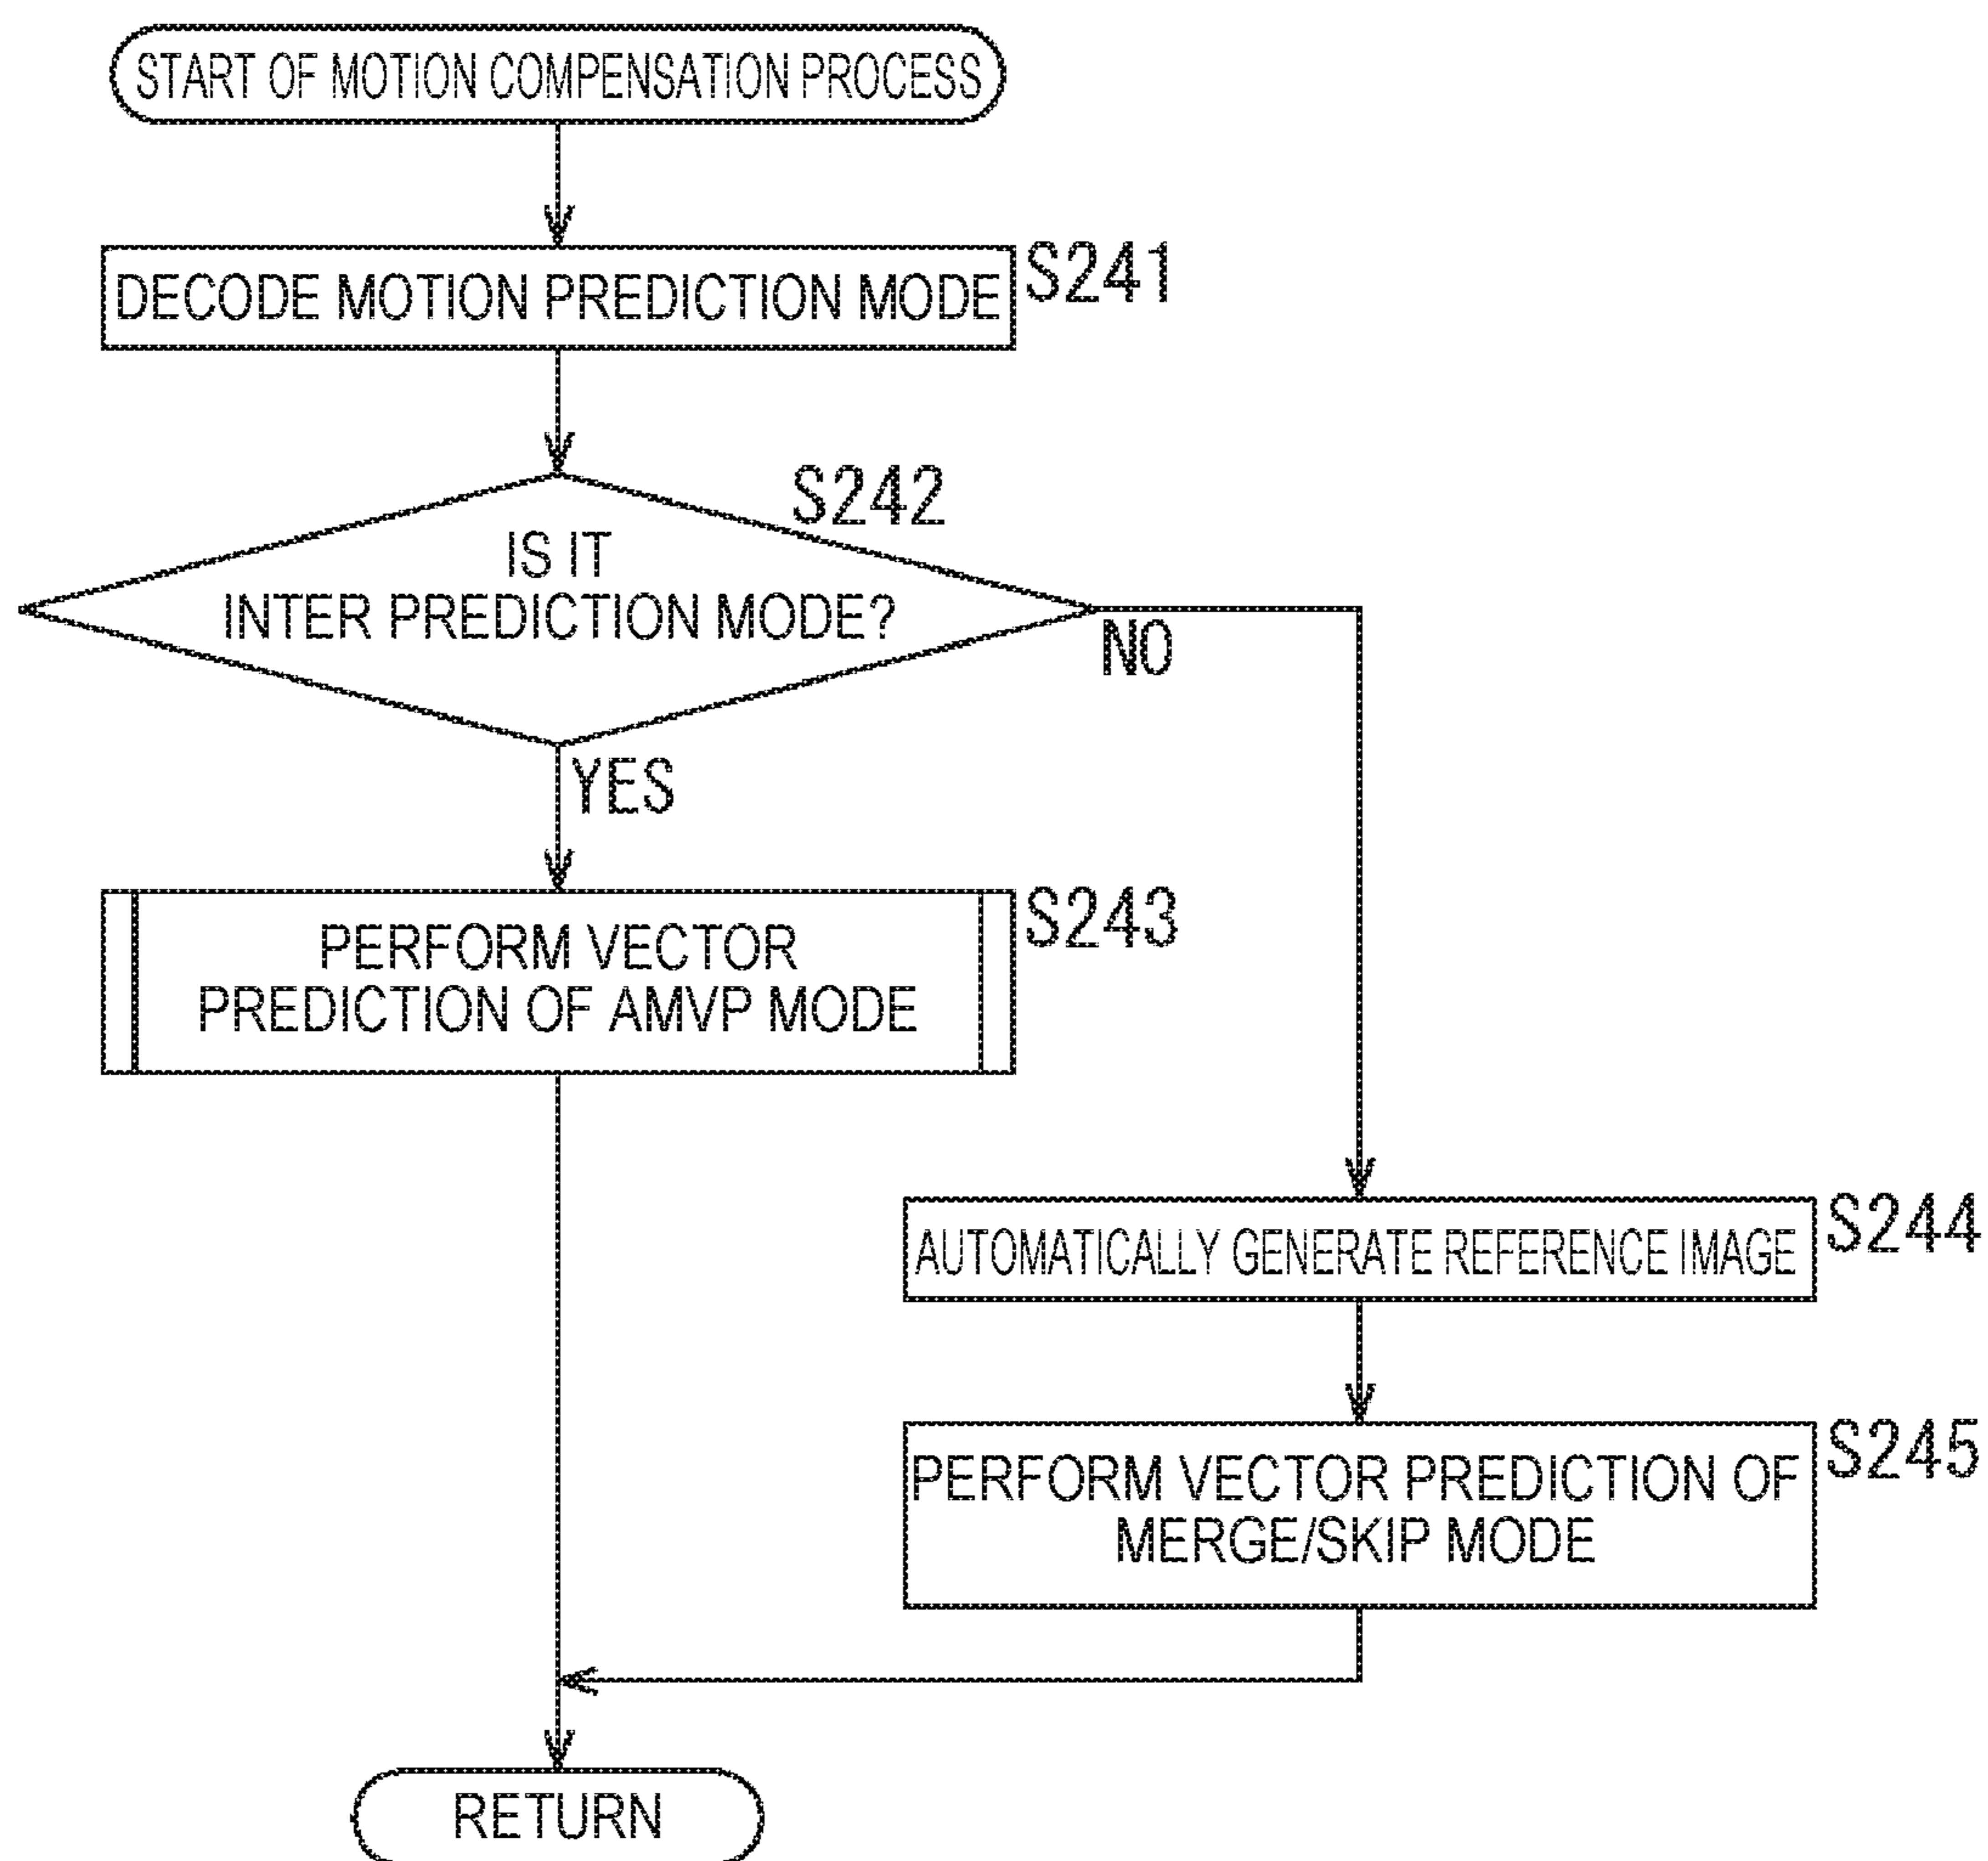 START OF MOTION COMPENSATION PROCESS
DECODE MOTION PREDICTION MODE
S241
S242
IS IT
INTER PREDICTION MODE?
NO
YES
PERFORM VECTOR
PREDICTION OF AMVP MODE
S243
AUTOMATICALLY GENERATE REFERENCE IMAGE
S244
PERFORM VECTOR PREDICTION OF
MERGE/SKIP MODE
S245
RETURN